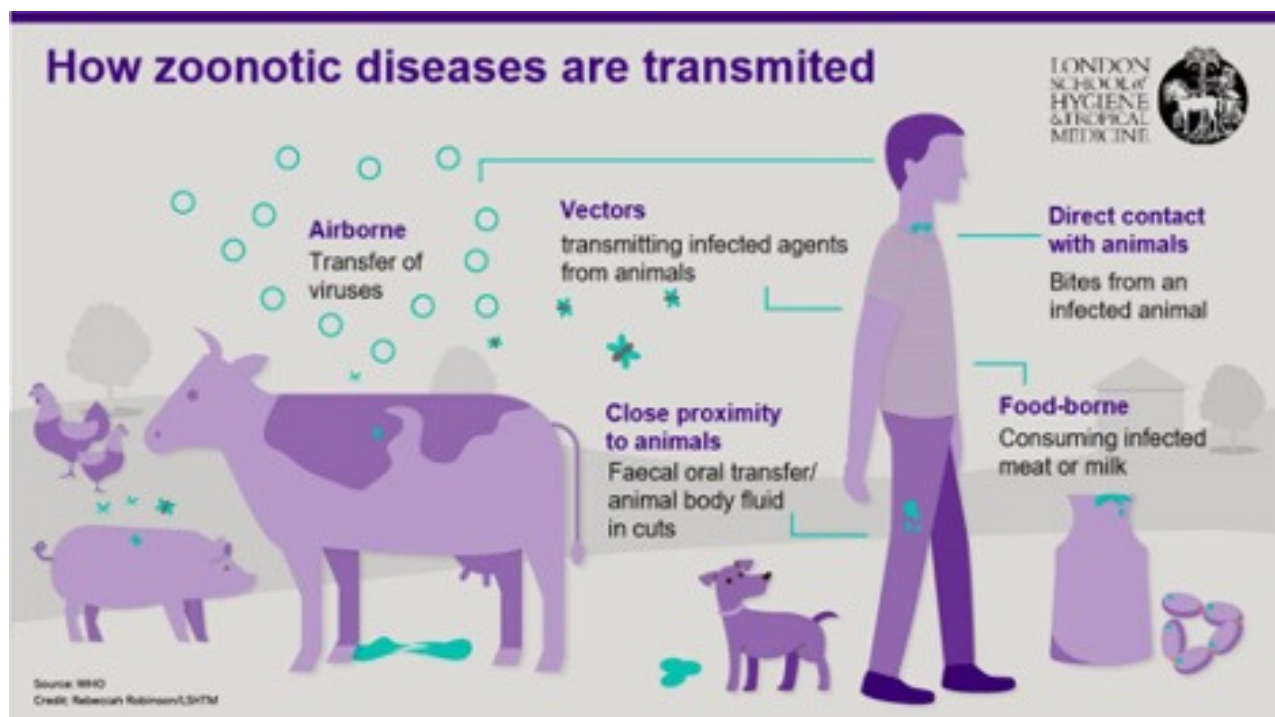 How zoonotic diseases are transmited
LONDON
SCHOOL of
HYGIENE
& TROPICAL
MEDICINE
Airborne
Transfer of
viruses
Vectors
transmitting infected agents
from animals
Direct contact
with animals
Bites from an
infected animal
Close proximity
to animals
Faecal oral transfer/
animal body fluid
in cuts
Food-borne
Consuming infected
meat or milk
Source: WHO
Credit: Rebeccah Robinson/LSHTM